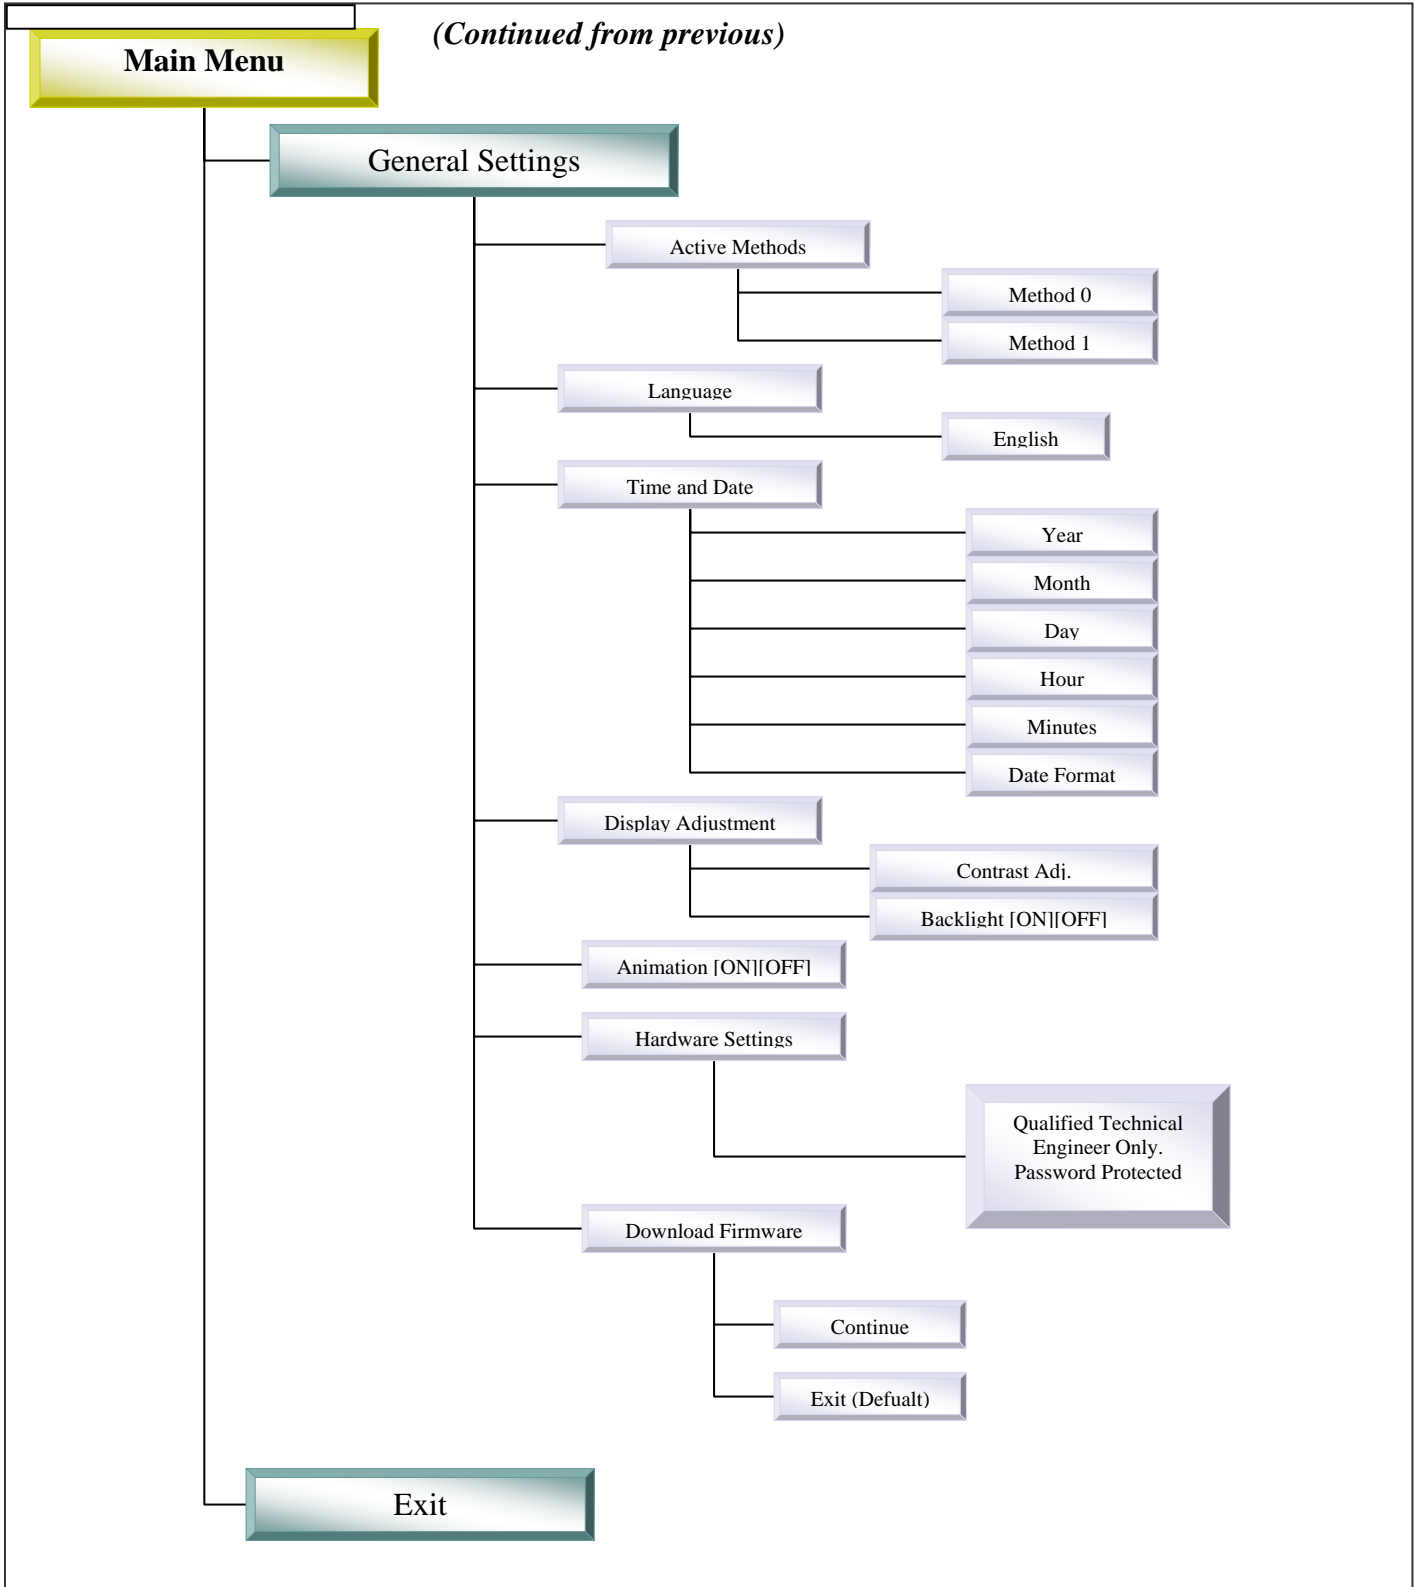 (Continued from previous)
Main Menu
General Settings
Active Methods
Method 0
Method 1
Language
English
Time and Date
Year
Month
Day
Hour
Minutes
Date Format
Display Adjustment
Contrast Adj.
Backlight [ON][OFF]
Animation [ON][OFF]
Hardware Settings
Qualified Technical
Engineer Only.
Password Protected
Download Firmware
Continue
Exit (Defualt)
Exit